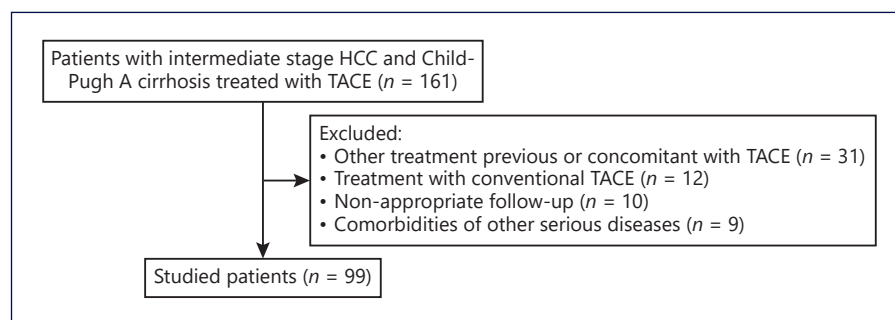 Patients with intermediate stage HCC and Child-
Pugh A cirrhosis treated with TACE (n = 161)
Excluded:
• Other treatment previous or concomitant with TACE (n = 31)
• Treatment with conventional TACE (n = 12)
• Non-appropriate follow-up (n = 10)
• Comorbidities of other serious diseases (n = 9)
Studied patients (n = 99)